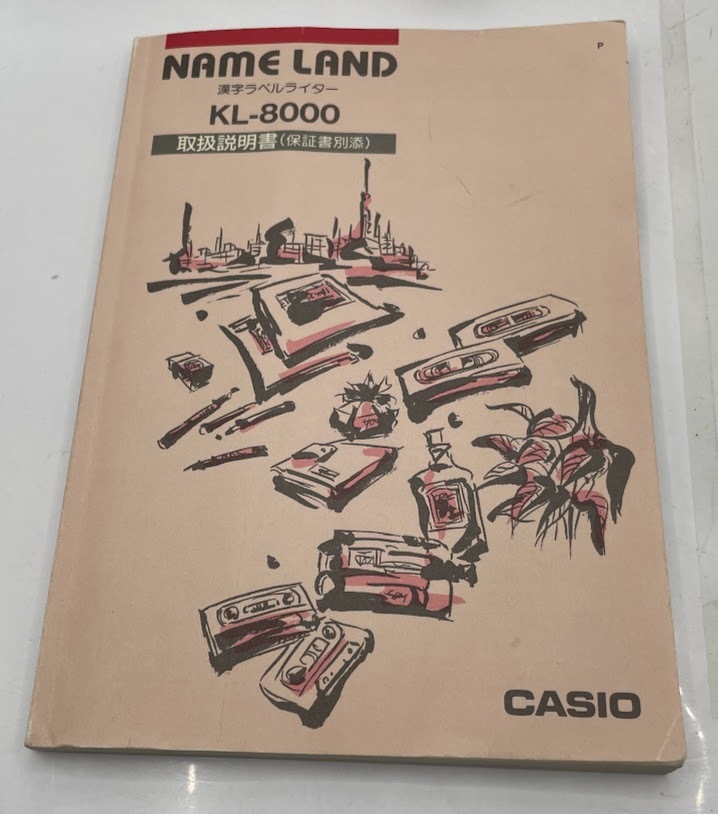 P
NAME LAND
漢字ラベルライター
KL-8000
取扱説明書(保証書別添)
CASIO